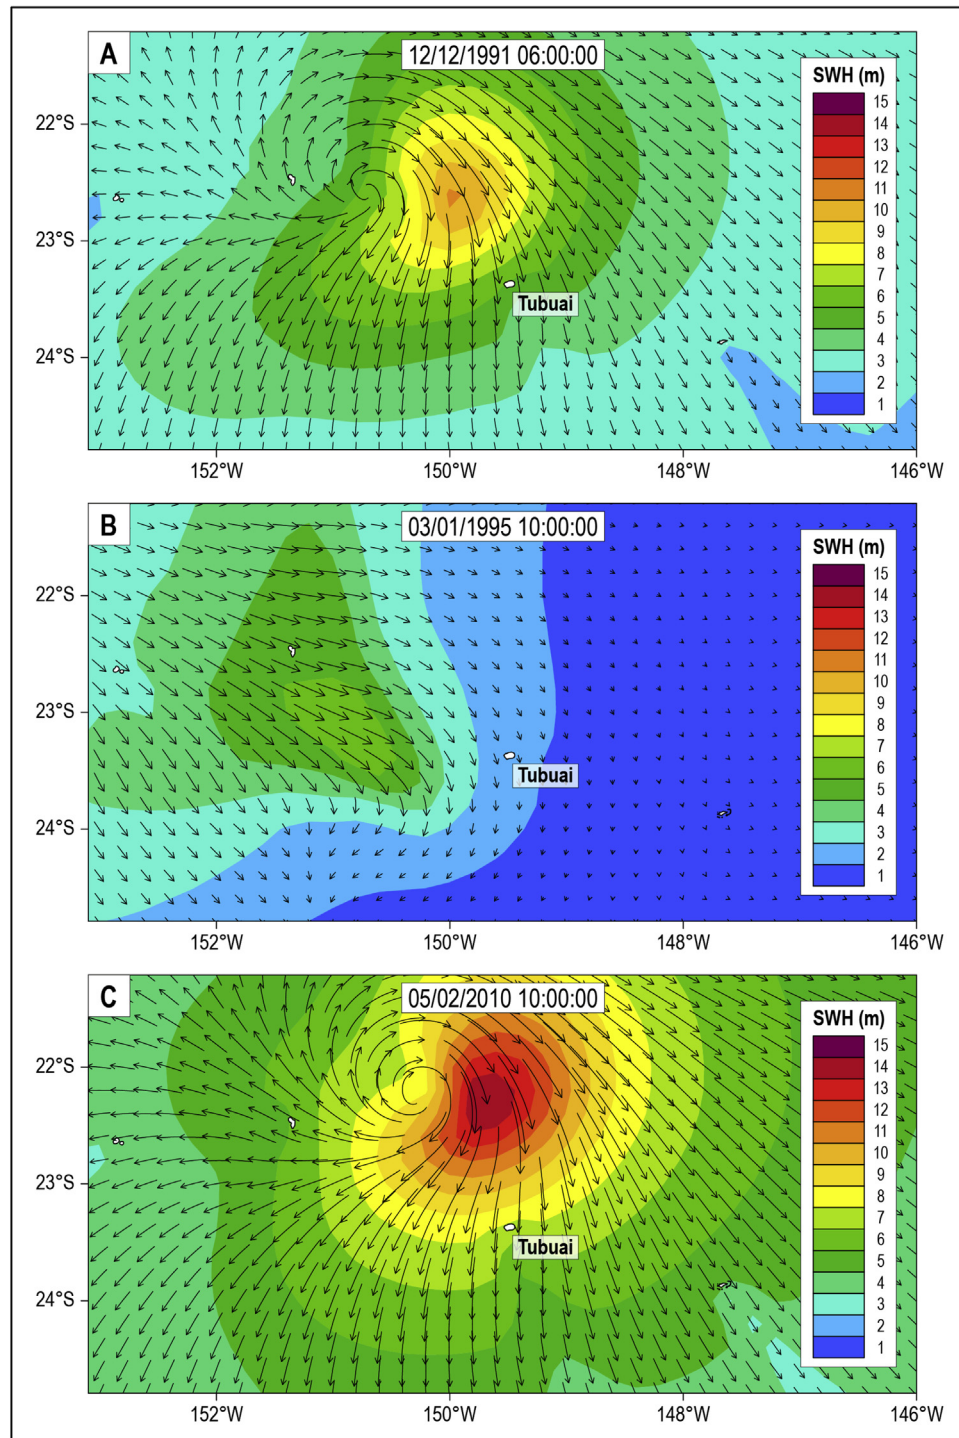 A
12/12/1991 06:00:00
SWH (m)
15
14
13
12
11
10
9
8
7
6
5
4
3
2
1
22°S
23°S
24°S
Tubuai
152°W
150°W
148°W
146°W
B
03/01/1995 10:00:00
SWH (m)
15
14
13
12
11
10
9
8
7
6
5
4
3
2
1
22°S
23°S
24°S
Tubuai
152°W
150°W
148°W
146°W
C
05/02/2010 10:00:00
SWH (m)
15
14
13
12
11
10
9
8
7
6
5
4
3
2
1
22°S
23°S
24°S
Tubuai
152°W
150°W
148°W
146°W